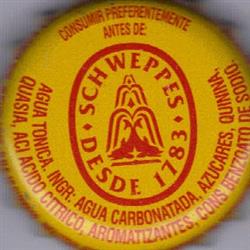 CONSUMIR PREFERENTEMENTE
ANTES DE:
SCHWEPPES
DESDE 1783
AGUA TONICA. INGR: AGUA CARBONATADA, AZUCARES, QUININA,
QUASIA, ACIDO CITRICO, AROMATIZANTES, CONS. BENZOATO DE SODIO.